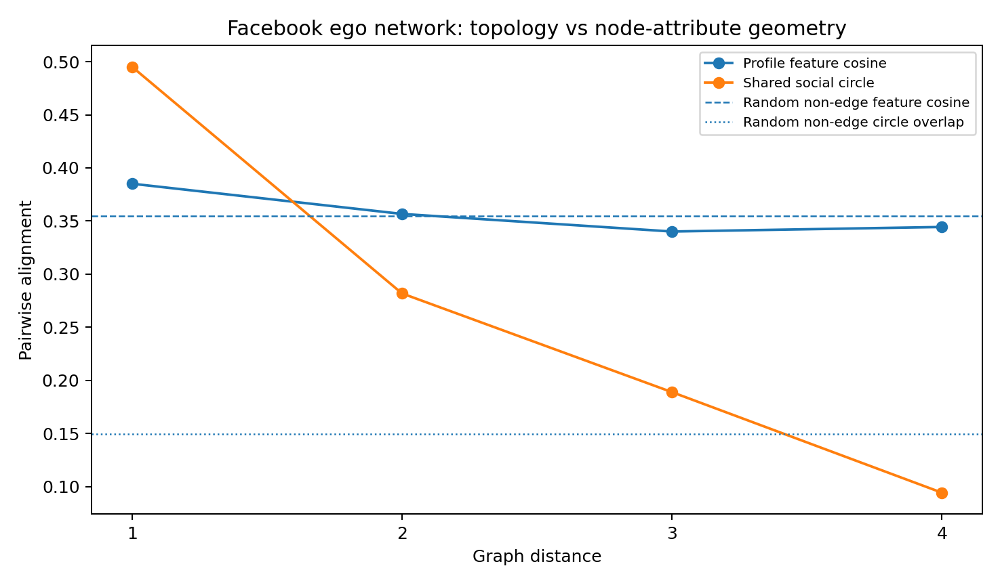 Facebook ego network: topology vs node-attribute geometry
Profile feature cosine
Shared social circle
Random non-edge feature cosine
Random non-edge circle overlap
0.50
0.45
0.40
0.35
0.30
0.25
0.20
0.15
0.10
Pairwise alignment
1 2 3 4
Graph distance